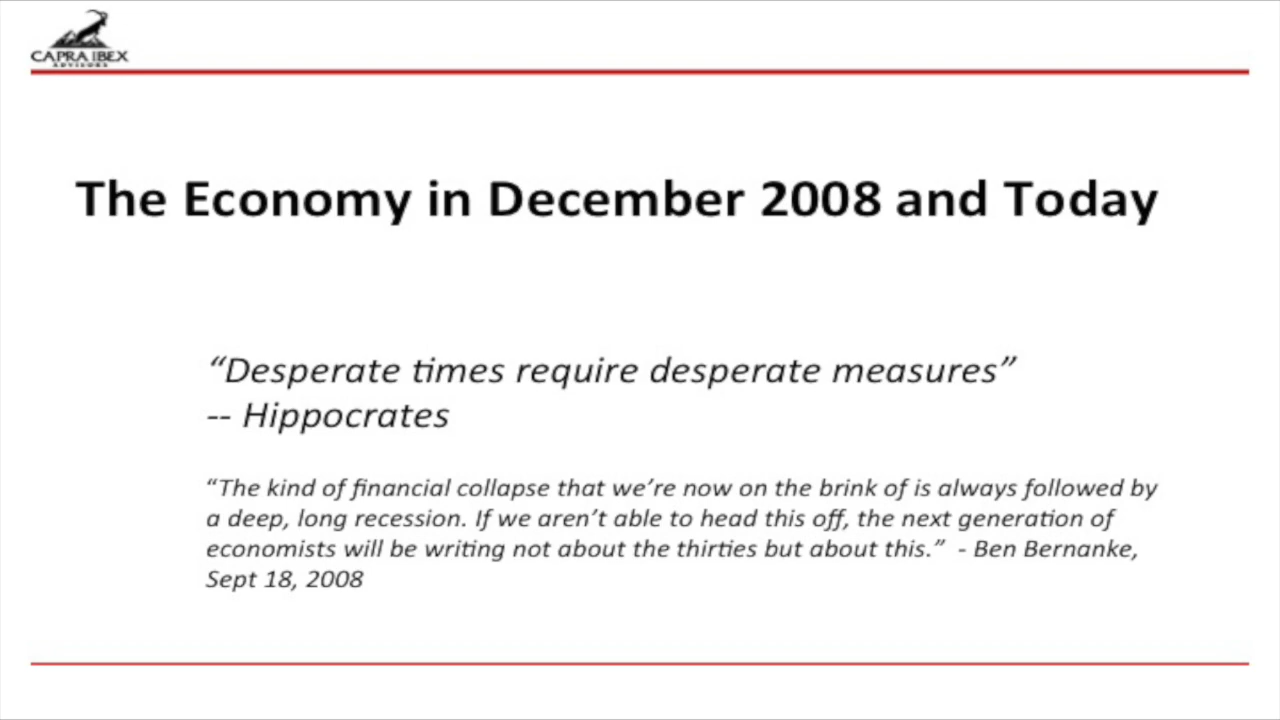 CAPRA IBEX
ADVISORS
The Economy in December 2008 and Today
“Desperate times require desperate measures”
-- Hippocrates
“The kind of financial collapse that we’re now on the brink of is always followed by
a deep, long recession. If we aren’t able to head this off, the next generation of
economists will be writing not about the thirties but about this.”  - Ben Bernanke,
Sept 18, 2008